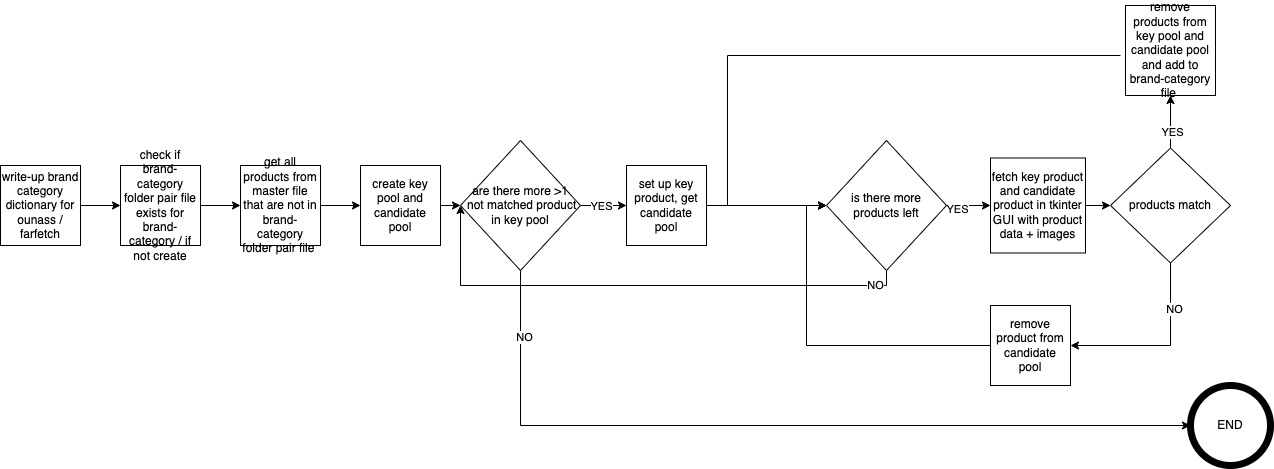 write-up brand
category
dictionary for
ounass /
farfetch
check if
brand-
category
folder pair file
exists for
brand-
category / if
not create
get all
products from
master file
that are not in
brand-
category
folder pair file
create key
pool and
candidate
pool
are there more >1
not matched product
in key pool
YES
NO
set up key
product, get
candidate
pool
is there more
products left
YES
NO
fetch key product
and candidate
product in tkinter
GUI with product
data + images
products match
YES
remove
products from
key pool and
candidate pool
and add to
brand-category
file
NO
remove
product from
candidate
pool
END